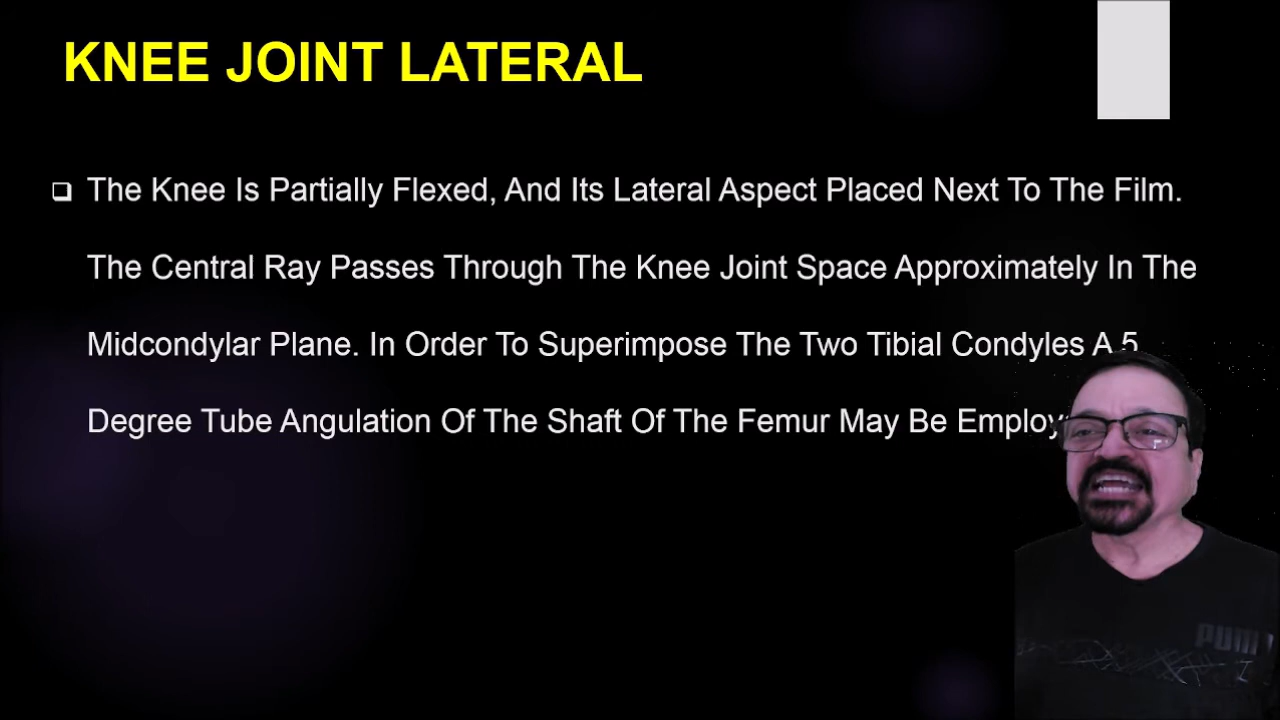 KNEE JOINT LATERAL
The Knee Is Partially Flexed, And Its Lateral Aspect Placed Next To The Film.
The Central Ray Passes Through The Knee Joint Space Approximately In The
Midcondylar Plane. In Order To Superimpose The Two Tibial Condyles A 5
Degree Tube Angulation Of The Shaft Of The Femur May Be